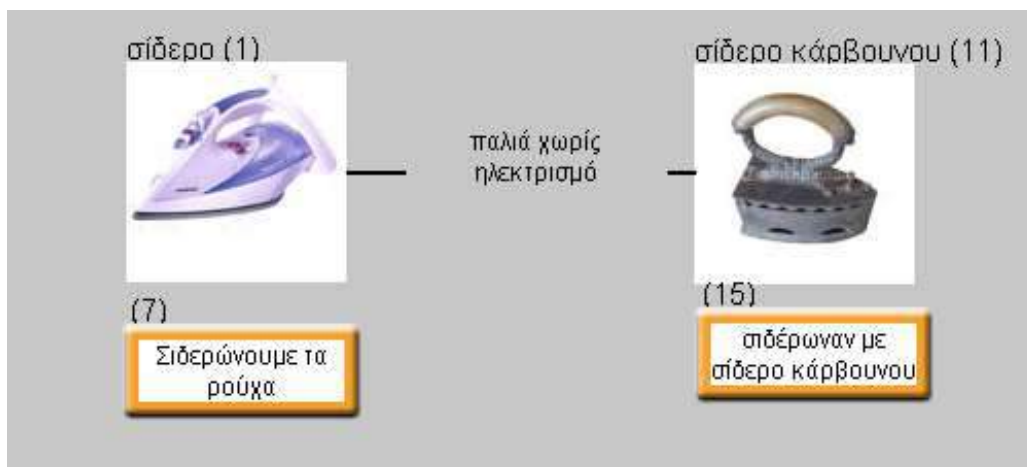 σίδερο (1)
σίδερο κάρβουνου (11)
παλιά χωρίς
ηλεκτρισμό
(7)
Σιδερώνουμε τα
ρούχα
(15)
σιδέρωναν με
σίδερο κάρβουνου